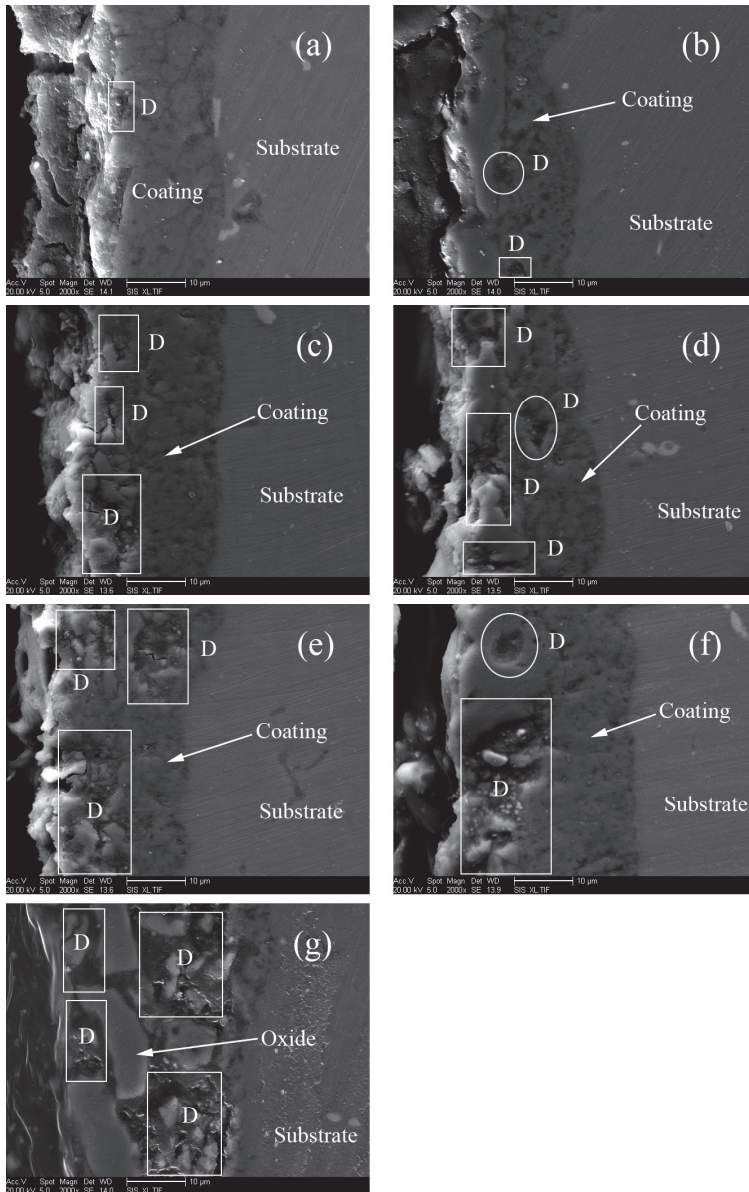 (a)
D
Substrate
Coating
Acc.V Spot Magn Det WD 10 µm
20.00 kV 5.0 2000x SE 14.1 SIS XL.TIF
(b)
Coating
D
Substrate
D
Acc.V Spot Magn Det WD 10 µm
20.00 kV 5.0 2000x SE 14.0 SIS XL.TIF
(c)
D
D
Coating
Substrate
D
Acc.V Spot Magn Det WD 10 µm
20.00 kV 5.0 2000x SE 13.6 SIS XL.TIF
(d)
D
D
Coating
D
Substrate
D
Acc.V Spot Magn Det WD 10 µm
20.00 kV 5.0 2000x SE 13.5 SIS XL.TIF
(e)
D
D
Coating
D
Substrate
Acc.V Spot Magn Det WD 10 µm
20.00 kV 5.0 2000x SE 13.6 SIS XL.TIF
(f)
D
Coating
D
Substrate
Acc.V Spot Magn Det WD 10 µm
20.00 kV 5.0 2000x SE 13.9 SIS XL.TIF
(g)
D
D
D
Oxide
D
Substrate
Acc.V Spot Magn Det WD 10 µm
20.00 kV 5.0 2000x SE 14.0 SIS XL.TIF